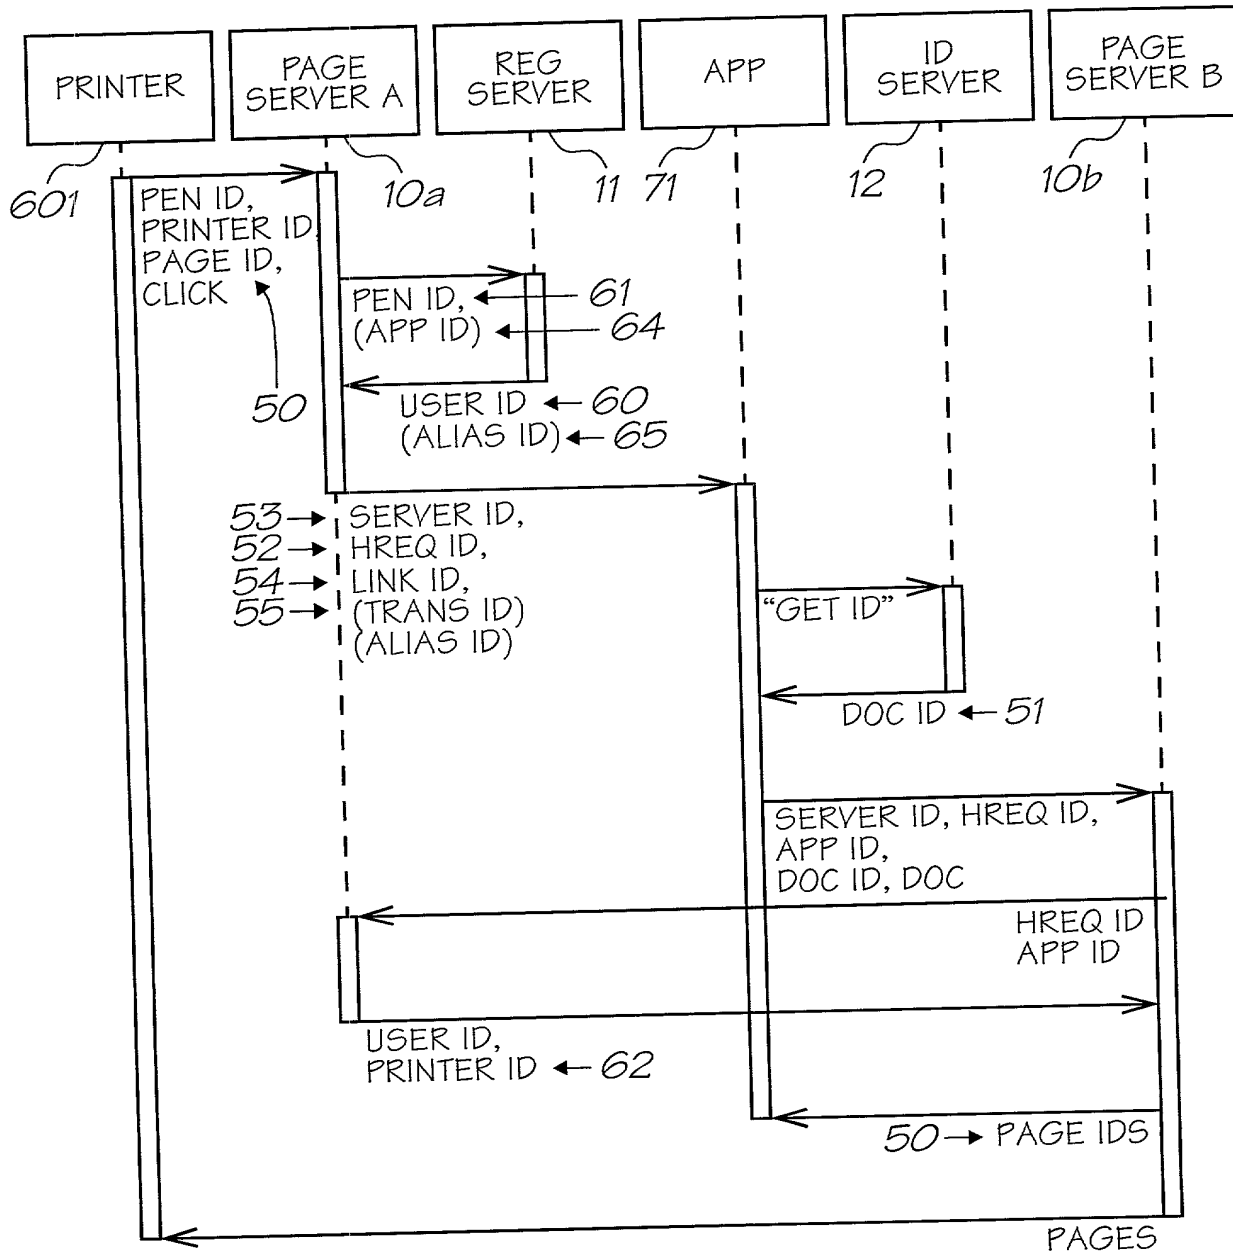 PRINTER
PAGE
SERVER A
REG
SERVER
APP
ID
SERVER
PAGE
SERVER B
601
10a
11
71
12
10b
PEN ID,
PRINTER ID
PAGE ID,
CLICK
50
PEN ID,
61
(APP ID)
64
USER ID
60
(ALIAS ID)
65
53
SERVER ID,
52
HREQ ID,
54
LINK ID,
55
(TRANS ID)
(ALIAS ID)
"GET ID"
DOC ID
51
SERVER ID, HREQ ID,
APP ID,
DOC ID, DOC
HREQ ID
APP ID
USER ID,
PRINTER ID
62
50
PAGE IDS
PAGES